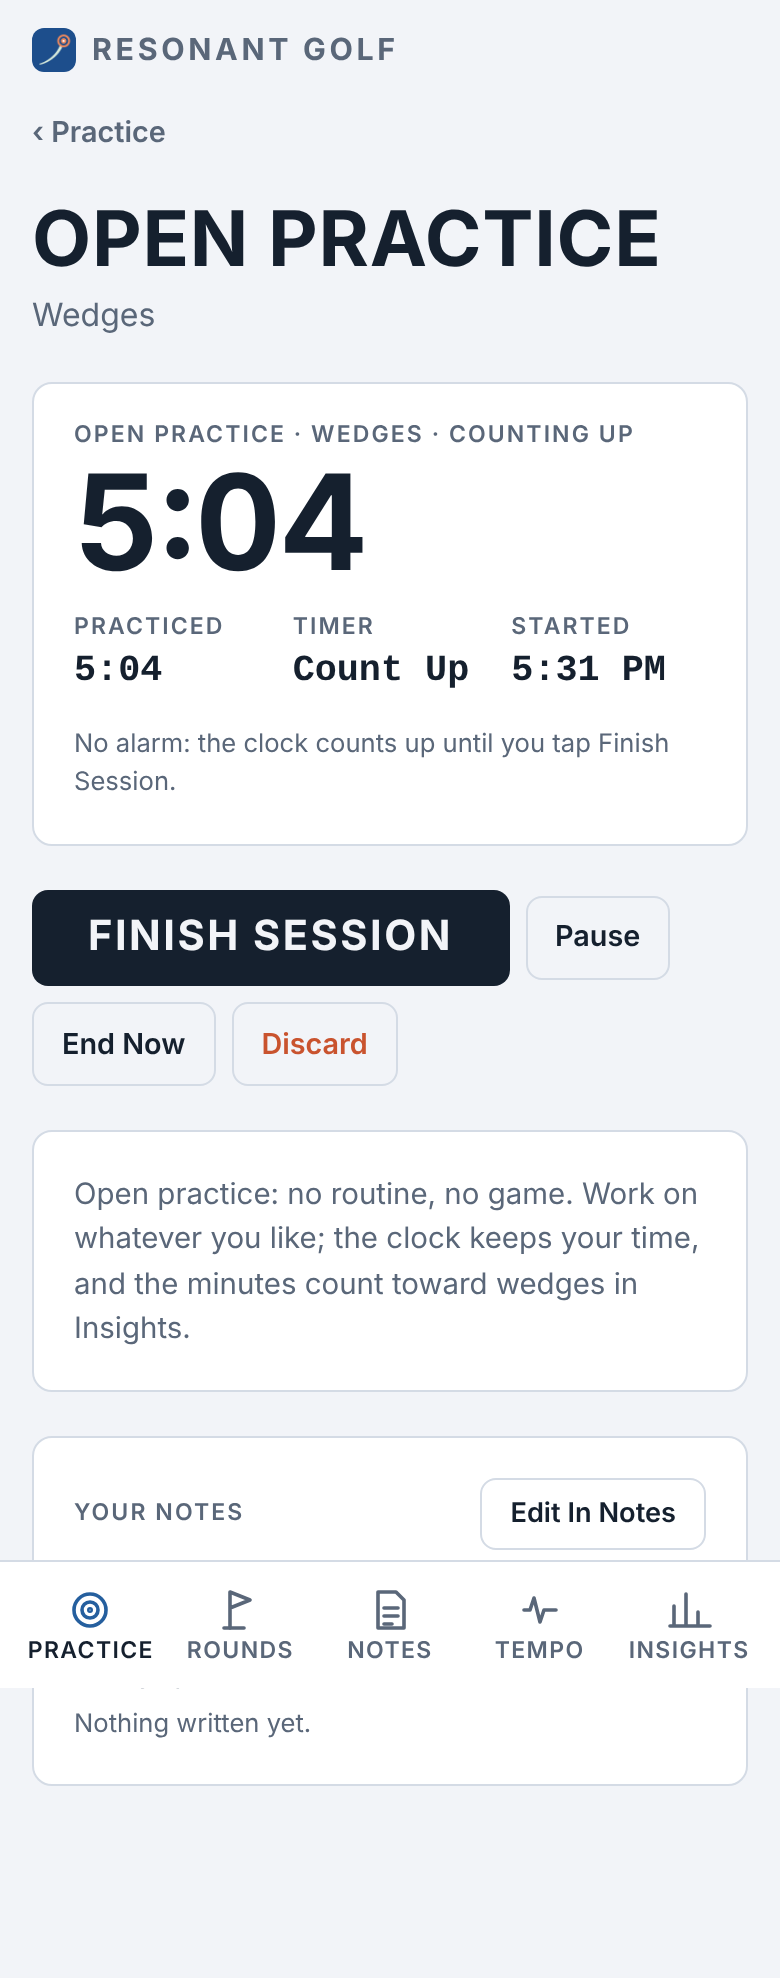 RESONANT GOLF
‹ Practice
OPEN PRACTICE
Wedges
OPEN PRACTICE · WEDGES · COUNTING UP
5:04
PRACTICED TIMER STARTED
5:04 Count Up 5:31 PM
No alarm: the clock counts up until you tap Finish
Session.
FINISH SESSION Pause
End Now Discard
Open practice: no routine, no game. Work on
whatever you like; the clock keeps your time,
and the minutes count toward wedges in
Insights.
YOUR NOTES Edit In Notes
PRACTICE ROUNDS NOTES TEMPO INSIGHTS
Nothing written yet.